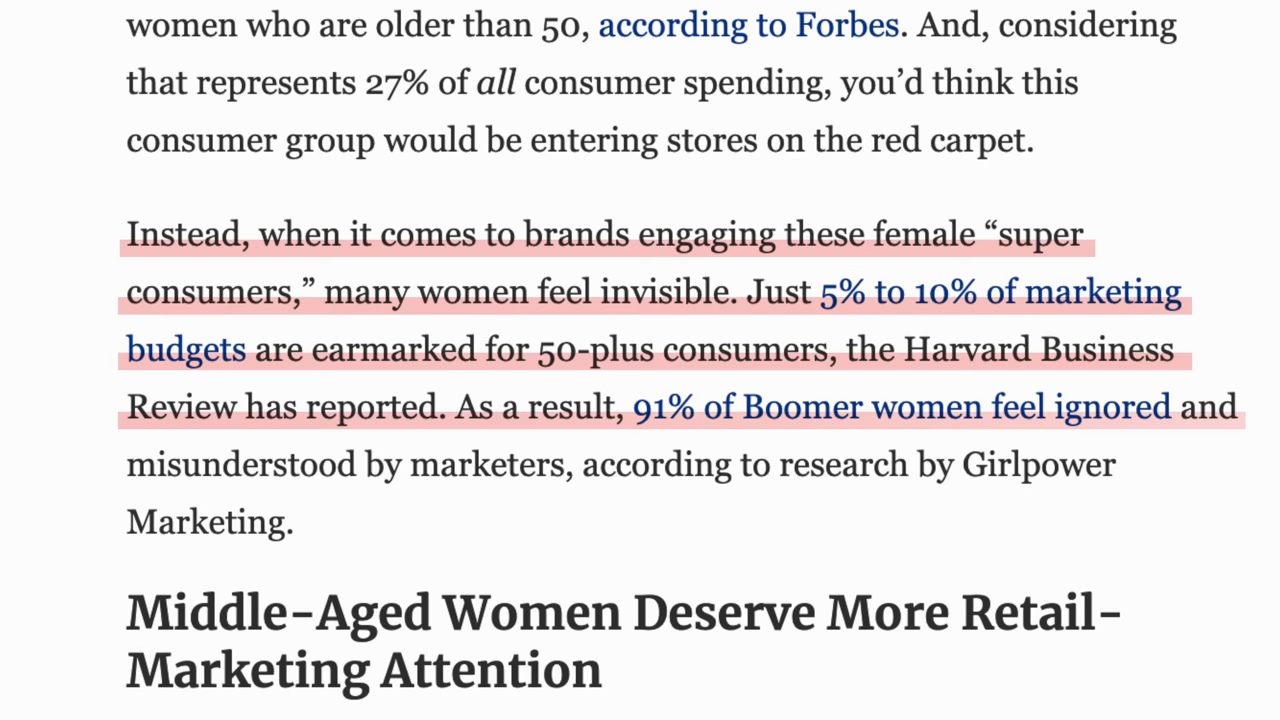 women who are older than 50, according to Forbes. And, considering
that represents 27% of all consumer spending, you’d think this
consumer group would be entering stores on the red carpet.
Instead, when it comes to brands engaging these female “super
consumers,” many women feel invisible. Just 5% to 10% of marketing
budgets are earmarked for 50-plus consumers, the Harvard Business
Review has reported. As a result, 91% of Boomer women feel ignored and
misunderstood by marketers, according to research by Girlpower
Marketing.
Middle-Aged Women Deserve More Retail-
Marketing Attention